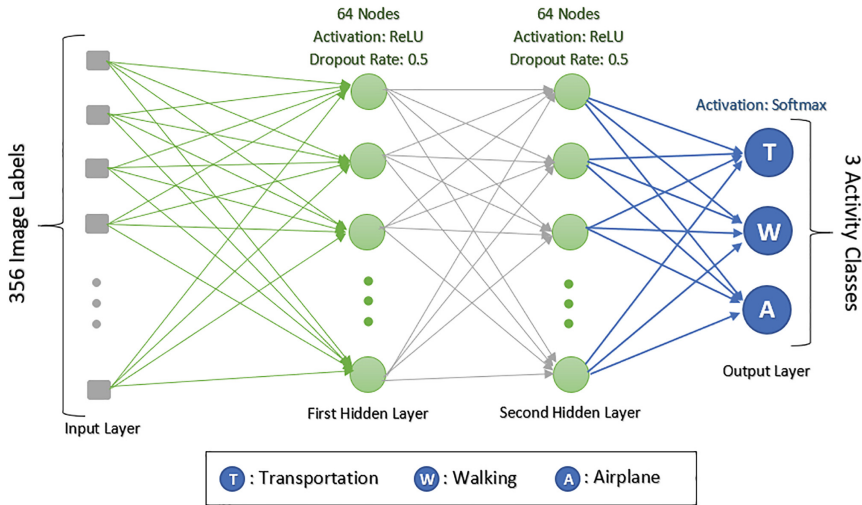 64 Nodes
Activation: ReLU
Dropout Rate: 0.5
64 Nodes
Activation: ReLU
Dropout Rate: 0.5
Activation: Softmax
356 Image Labels
T
W
A
3 Activity Classes
Input Layer
First Hidden Layer
Second Hidden Layer
Output Layer
T : Transportation
W : Walking
A : Airplane